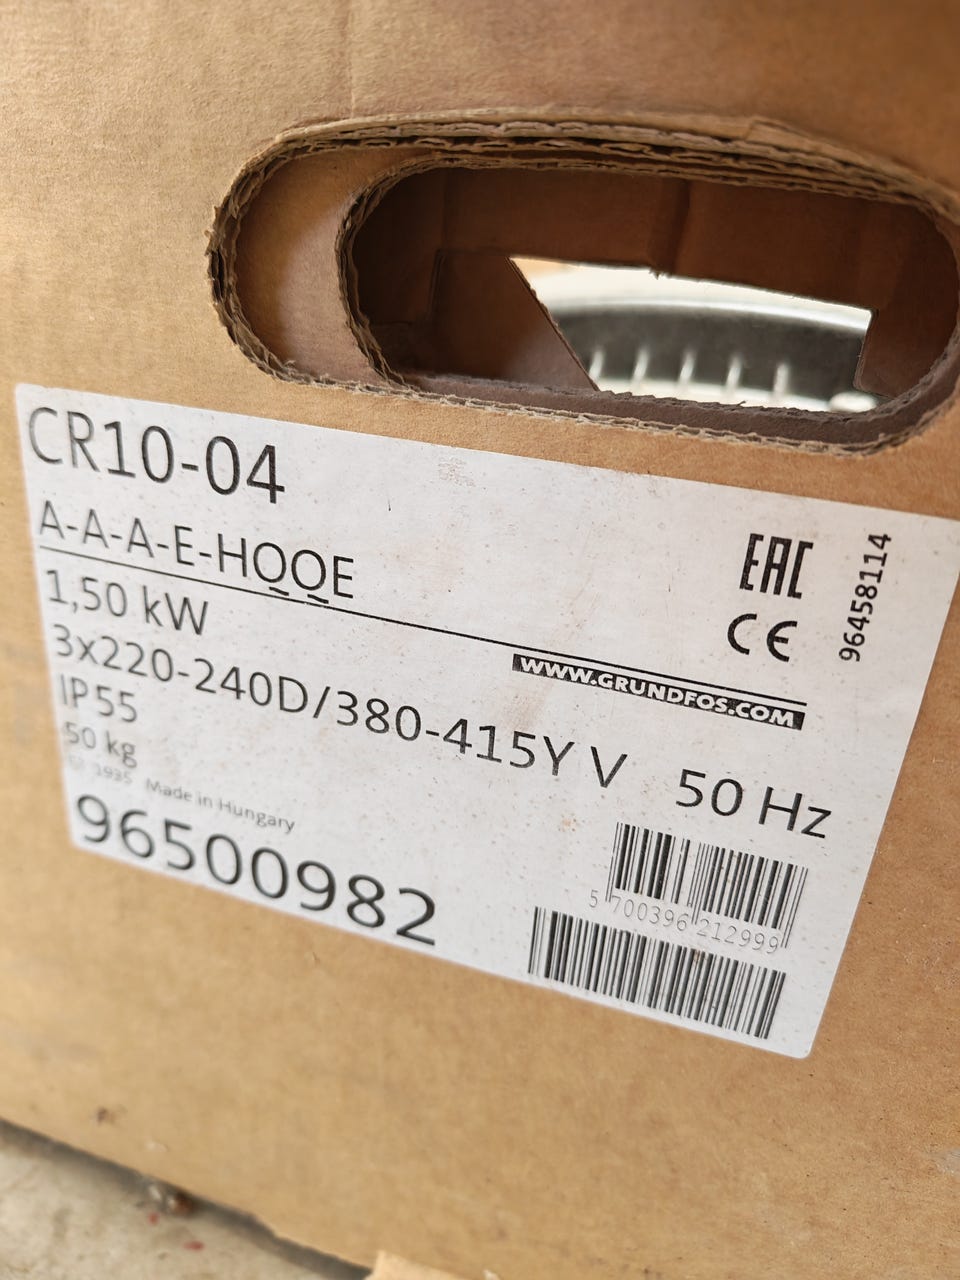 CR10-04
A-A-A-E-HQQE
1,50 kW
3x220-240D/380-415Y V 50 Hz
IP55
50 kg
1935 Made in Hungary
96500982
EAC
CE
96458114
WWW.GRUNDFOS.COM
5 700396 212999